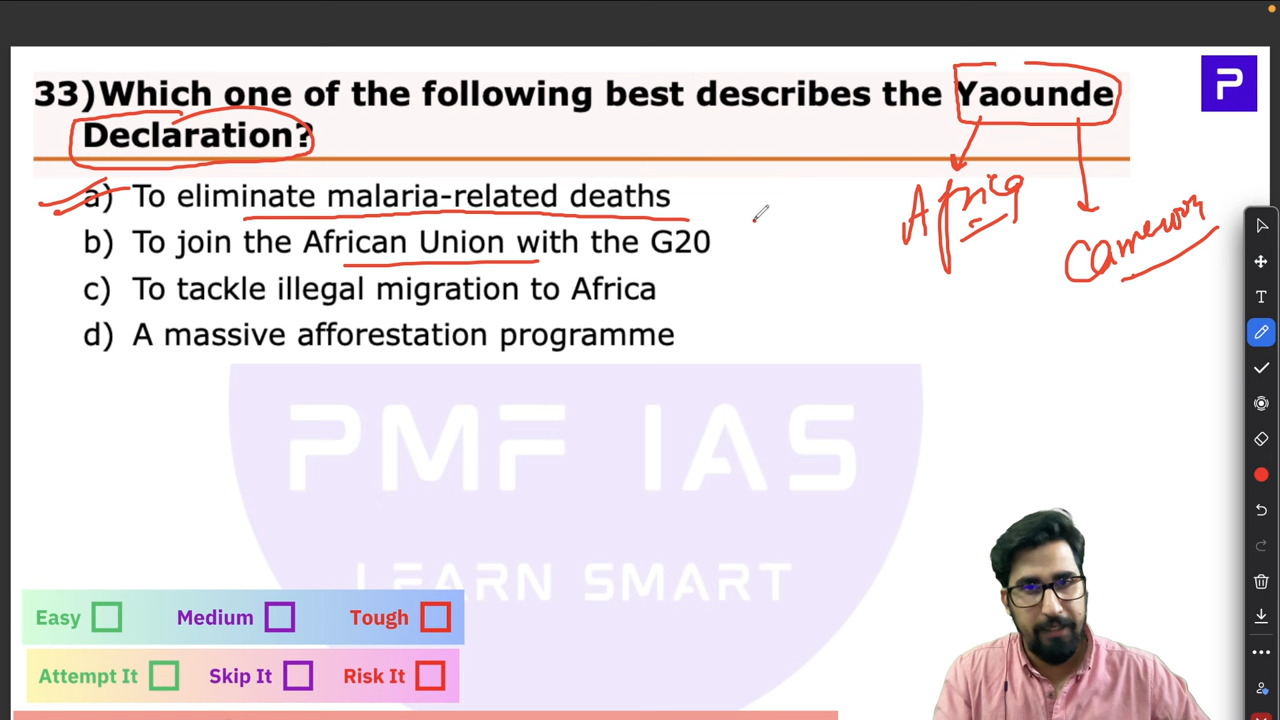 33) Which one of the following best describes the Yaounde
Declaration?
a) To eliminate malaria-related deaths
b) To join the African Union with the G20
c) To tackle illegal migration to Africa
d) A massive afforestation programme
Africa
Cameroon
PMF IAS
LEARN SMART
Easy Medium Tough
Attempt It Skip It Risk It
P
T